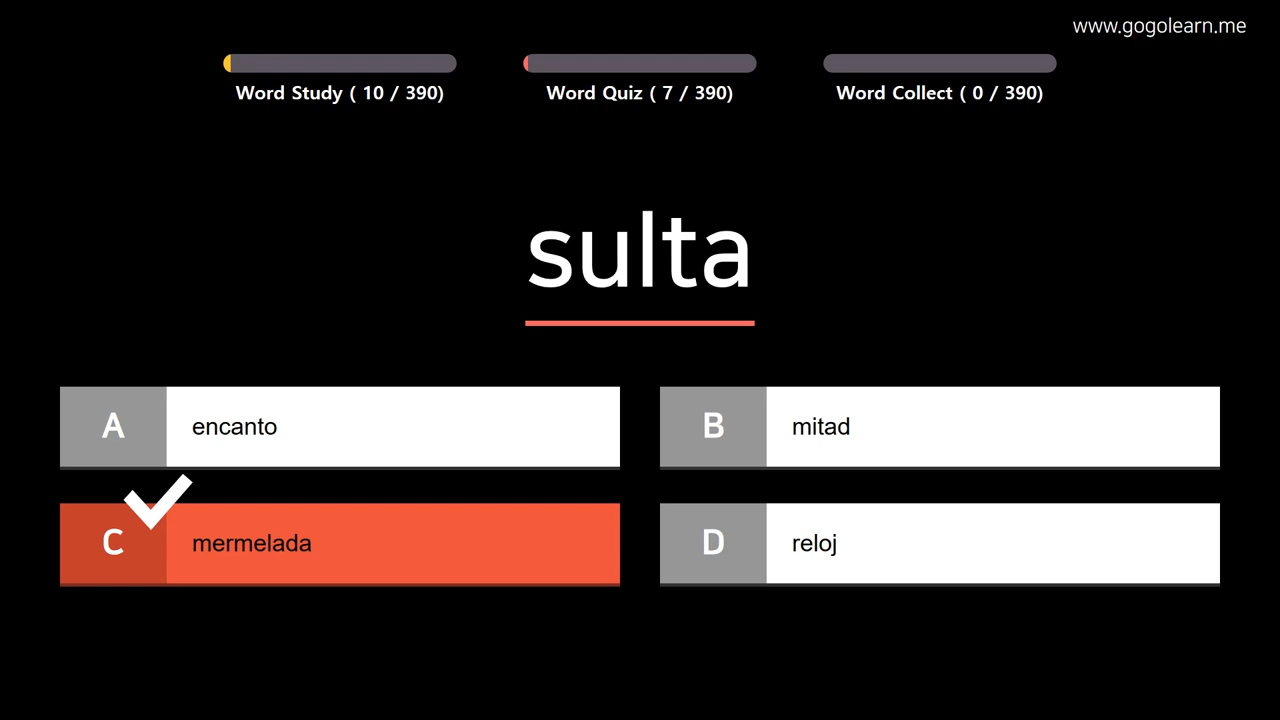 www.gogolearn.me
Word Study ( 10 / 390)
Word Quiz ( 7 / 390)
Word Collect ( 0 / 390)
sulta
A encanto
B mitad
C mermelada
D reloj